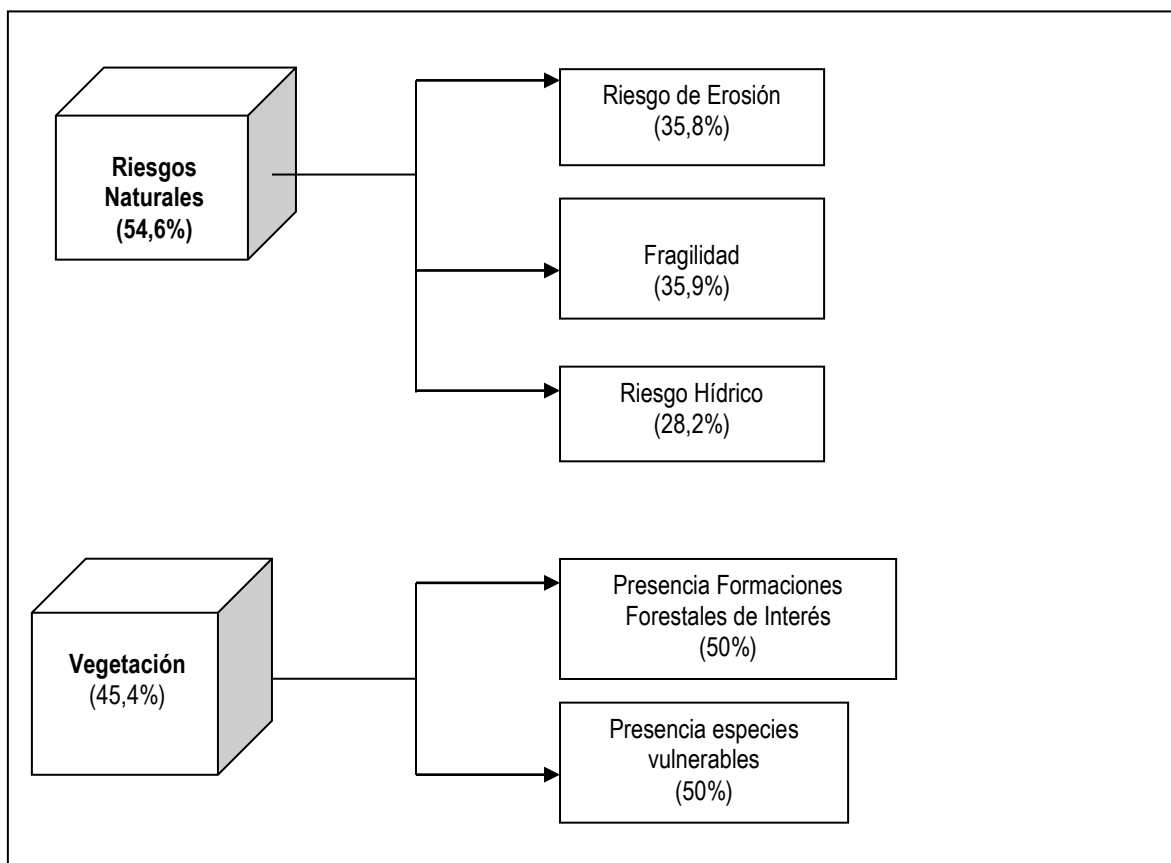 Riesgos
Naturales
(54,6%)
Riesgo de Erosión
(35,8%)
Fragilidad
(35,9%)
Riesgo Hídrico
(28,2%)
Vegetación
(45,4%)
Presencia Formaciones
Forestales de Interés
(50%)
Presencia especies
vulnerables
(50%)